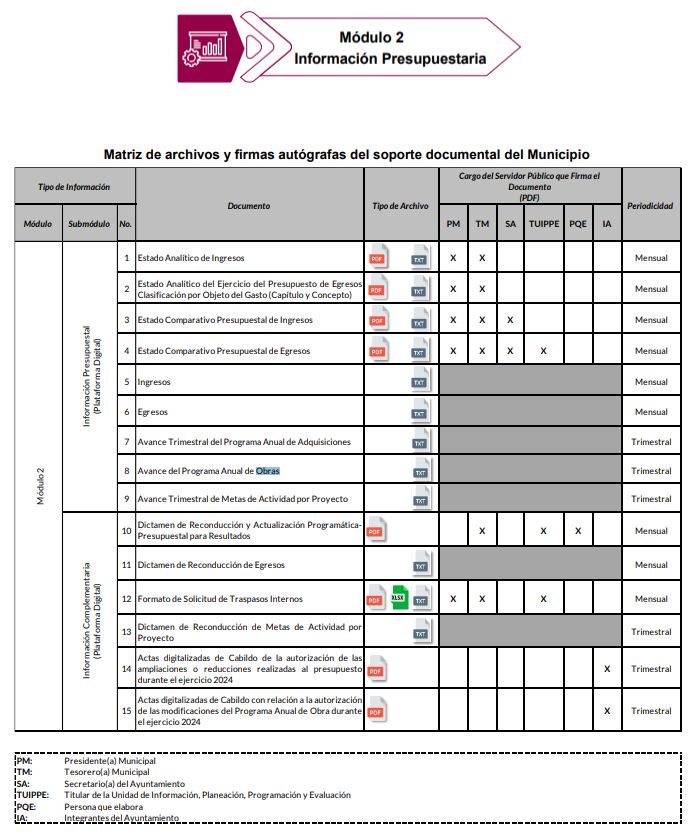 Módulo 2
Información Presupuestaria
Matriz de archivos y firmas autógrafas del soporte documental del Municipio
Tipo de Información
Documento
Tipo de Archivo
Cargo del Servidor Público que Firma el
Documento
(PDF)
Periodicidad
Módulo Submódulo No.
PM TM SA TUIPPE PQE IA
Módulo 2
Información Presupuestal
(Plataforma Digital)
1 Estado Analítico de Ingresos PDF TXT X X Mensual
2 Estado Analítico del Ejercicio del Presupuesto de Egresos
Clasificación por Objeto del Gasto (Capítulo y Concepto) PDF TXT X X Mensual
3 Estado Comparativo Presupuestal de Ingresos PDF TXT X X X Mensual
4 Estado Comparativo Presupuestal de Egresos PDF TXT X X X X Mensual
5 Ingresos TXT Mensual
6 Egresos TXT Mensual
7 Avance Trimestral del Programa Anual de Adquisiciones TXT Trimestral
8 Avance del Programa Anual de Obras TXT Trimestral
9 Avance Trimestral de Metas de Actividad por Proyecto TXT Trimestral
Información Complementaria
(Plataforma Digital)
10 Dictamen de Reconducción y Actualización Programática-
Presupuestal para Resultados PDF X X X Mensual
11 Dictamen de Reconducción de Egresos TXT Mensual
12 Formato de Solicitud de Traspasos Internos PDF XLSX TXT X X X Mensual
13 Dictamen de Reconducción de Metas de Actividad por
Proyecto TXT Trimestral
14 Actas digitalizadas de Cabildo de la autorización de las
ampliaciones o reducciones realizadas al presupuesto
durante el ejercicio 2024 PDF X Trimestral
15 Actas digitalizadas de Cabildo con relación a la autorización
de las modificaciones del Programa Anual de Obra durante
el ejercicio 2024 PDF X Trimestral
PM: Presidente(a) Municipal
TM: Tesorero(a) Municipal
SA: Secretario(a) del Ayuntamiento
TUIPPE: Titular de la Unidad de Información, Planeación, Programación y Evaluación
PQE: Persona que elabora
IA: Integrantes del Ayuntamiento